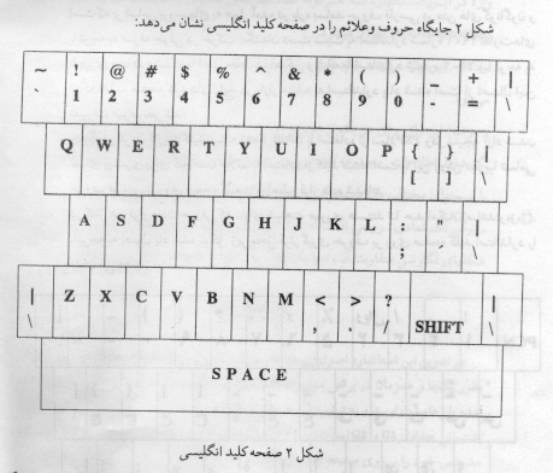 شکل ۲ جایگاه حروف وعلائم را در صفحه کلید انگلیسی نشان می‌دهد:
~ ! @ # $ % ^ & * ( ) _ + |
` 1 2 3 4 5 6 7 8 9 0 - = \
Q W E R T Y U I O P { } |
[ ] \
A S D F G H J K L : "
; ` \
| Z X C V B N M < > ? |
\ , . / SHIFT \
SPACE
شکل ۲ صفحه کلید انگلیسی